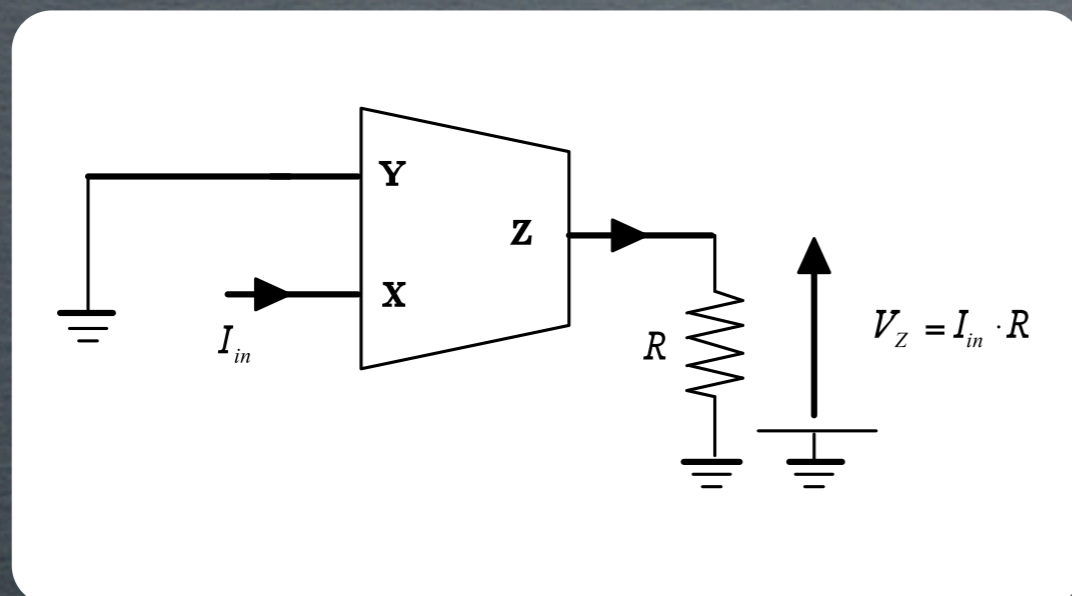 Y
Z
X
I_in
R
V_Z = I_in · R